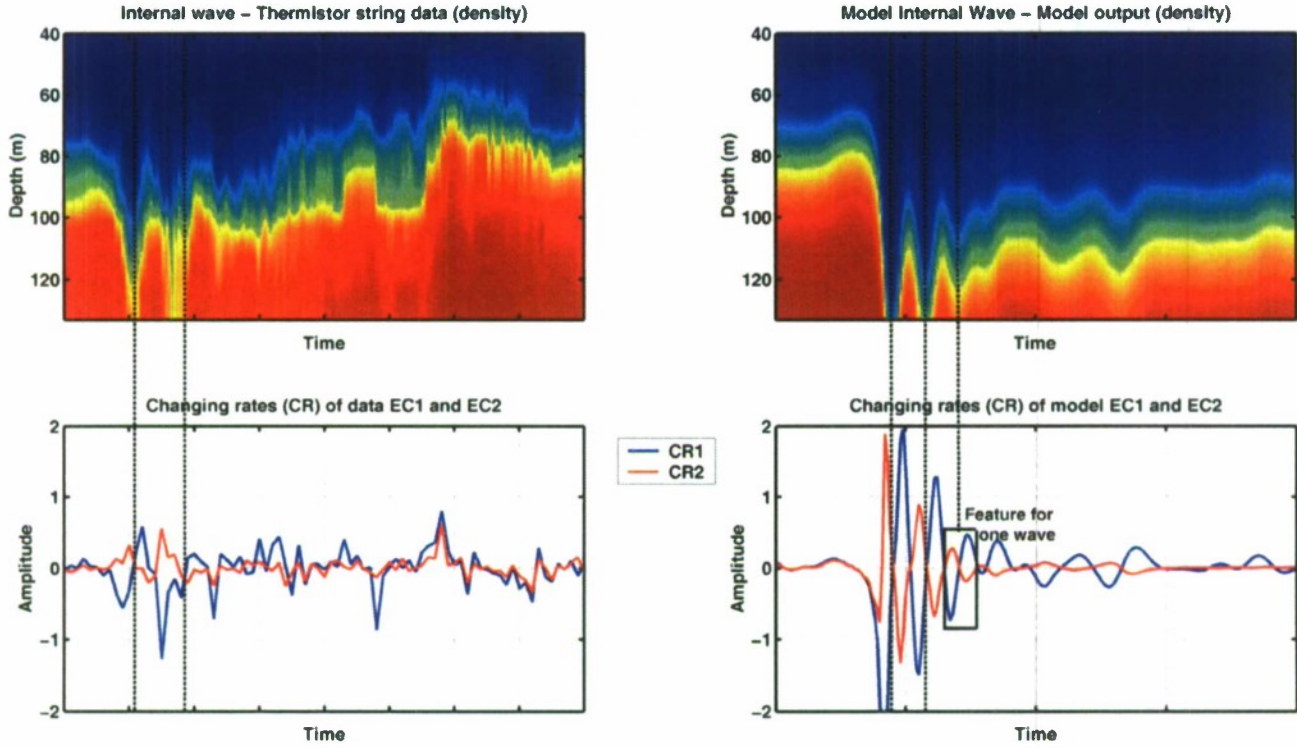 Internal wave – Thermistor string data (density)
40
60
80
100
120
Depth (m)
Time
Model Internal Wave – Model output (density)
40
60
80
100
120
Depth (m)
Time
Changing rates (CR) of data EC1 and EC2
2
1
0
−1
−2
Amplitude
Time
CR1
CR2
Changing rates (CR) of model EC1 and EC2
2
1
0
−1
−2
Amplitude
Feature for
one wave
Time